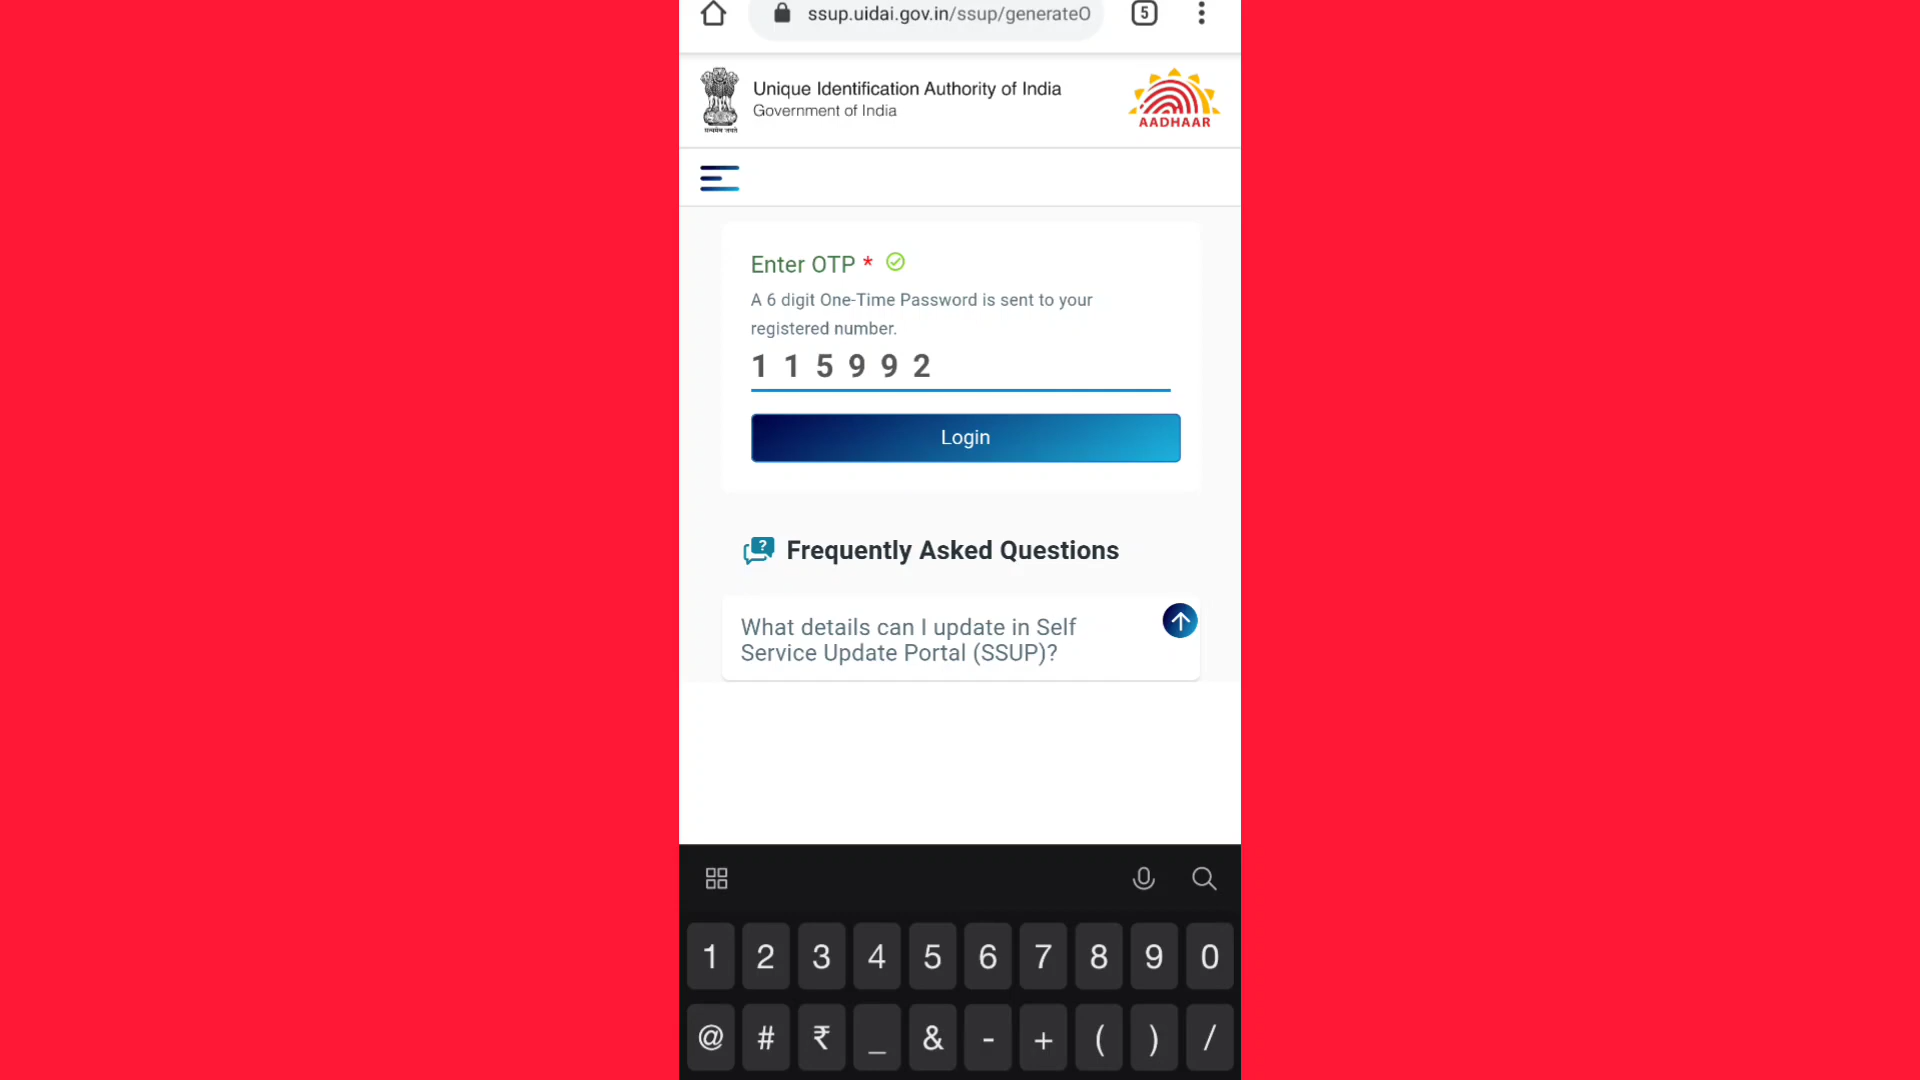 ssup.uidai.gov.in/ssup/generateO
5
Unique Identification Authority of India
Government of India
सत्यमेव जयते
AADHAAR
Enter OTP *
A 6 digit One-Time Password is sent to your
registered number.
1 1 5 9 9 2
Login
? Frequently Asked Questions
What details can I update in Self
Service Update Portal (SSUP)?
1 2 3 4 5 6 7 8 9 0
@ # ₹ _ & - + ( ) /